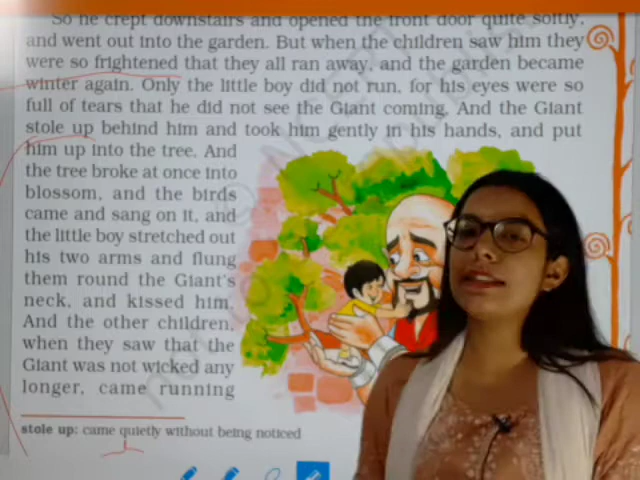 So he crept downstairs and opened the front door quite softly,
and went out into the garden. But when the children saw him they
were so frightened that they all ran away, and the garden became
winter again. Only the little boy did not run, for his eyes were so
full of tears that he did not see the Giant coming. And the Giant
stole up behind him and took him gently in his hands, and put
him up into the tree. And
the tree broke at once into
blossom, and the birds
came and sang on it, and
the little boy stretched out
his two arms and flung
them round the Giant's
neck, and kissed him.
And the other children,
when they saw that the
Giant was not wicked any
longer, came running
stole up: came quietly without being noticed